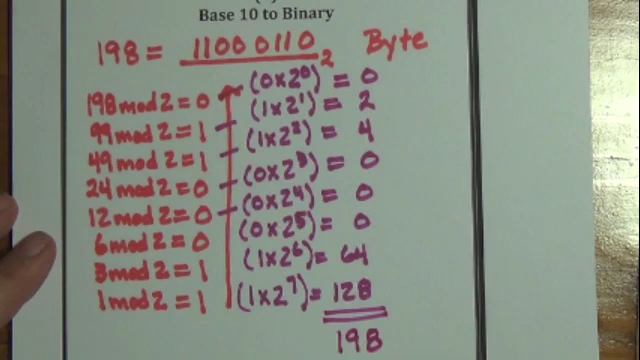 Base 10 to Binary
198 = 11000110₂ Byte
198 mod 2 = 0 (0×2⁰) = 0
99 mod 2 = 1 (1×2¹) = 2
49 mod 2 = 1 (1×2²) = 4
24 mod 2 = 0 (0×2³) = 0
12 mod 2 = 0 (0×2⁴) = 0
6 mod 2 = 0 (0×2⁵) = 0
3 mod 2 = 1 (1×2⁶) = 64
1 mod 2 = 1 (1×2⁷) = 128
198